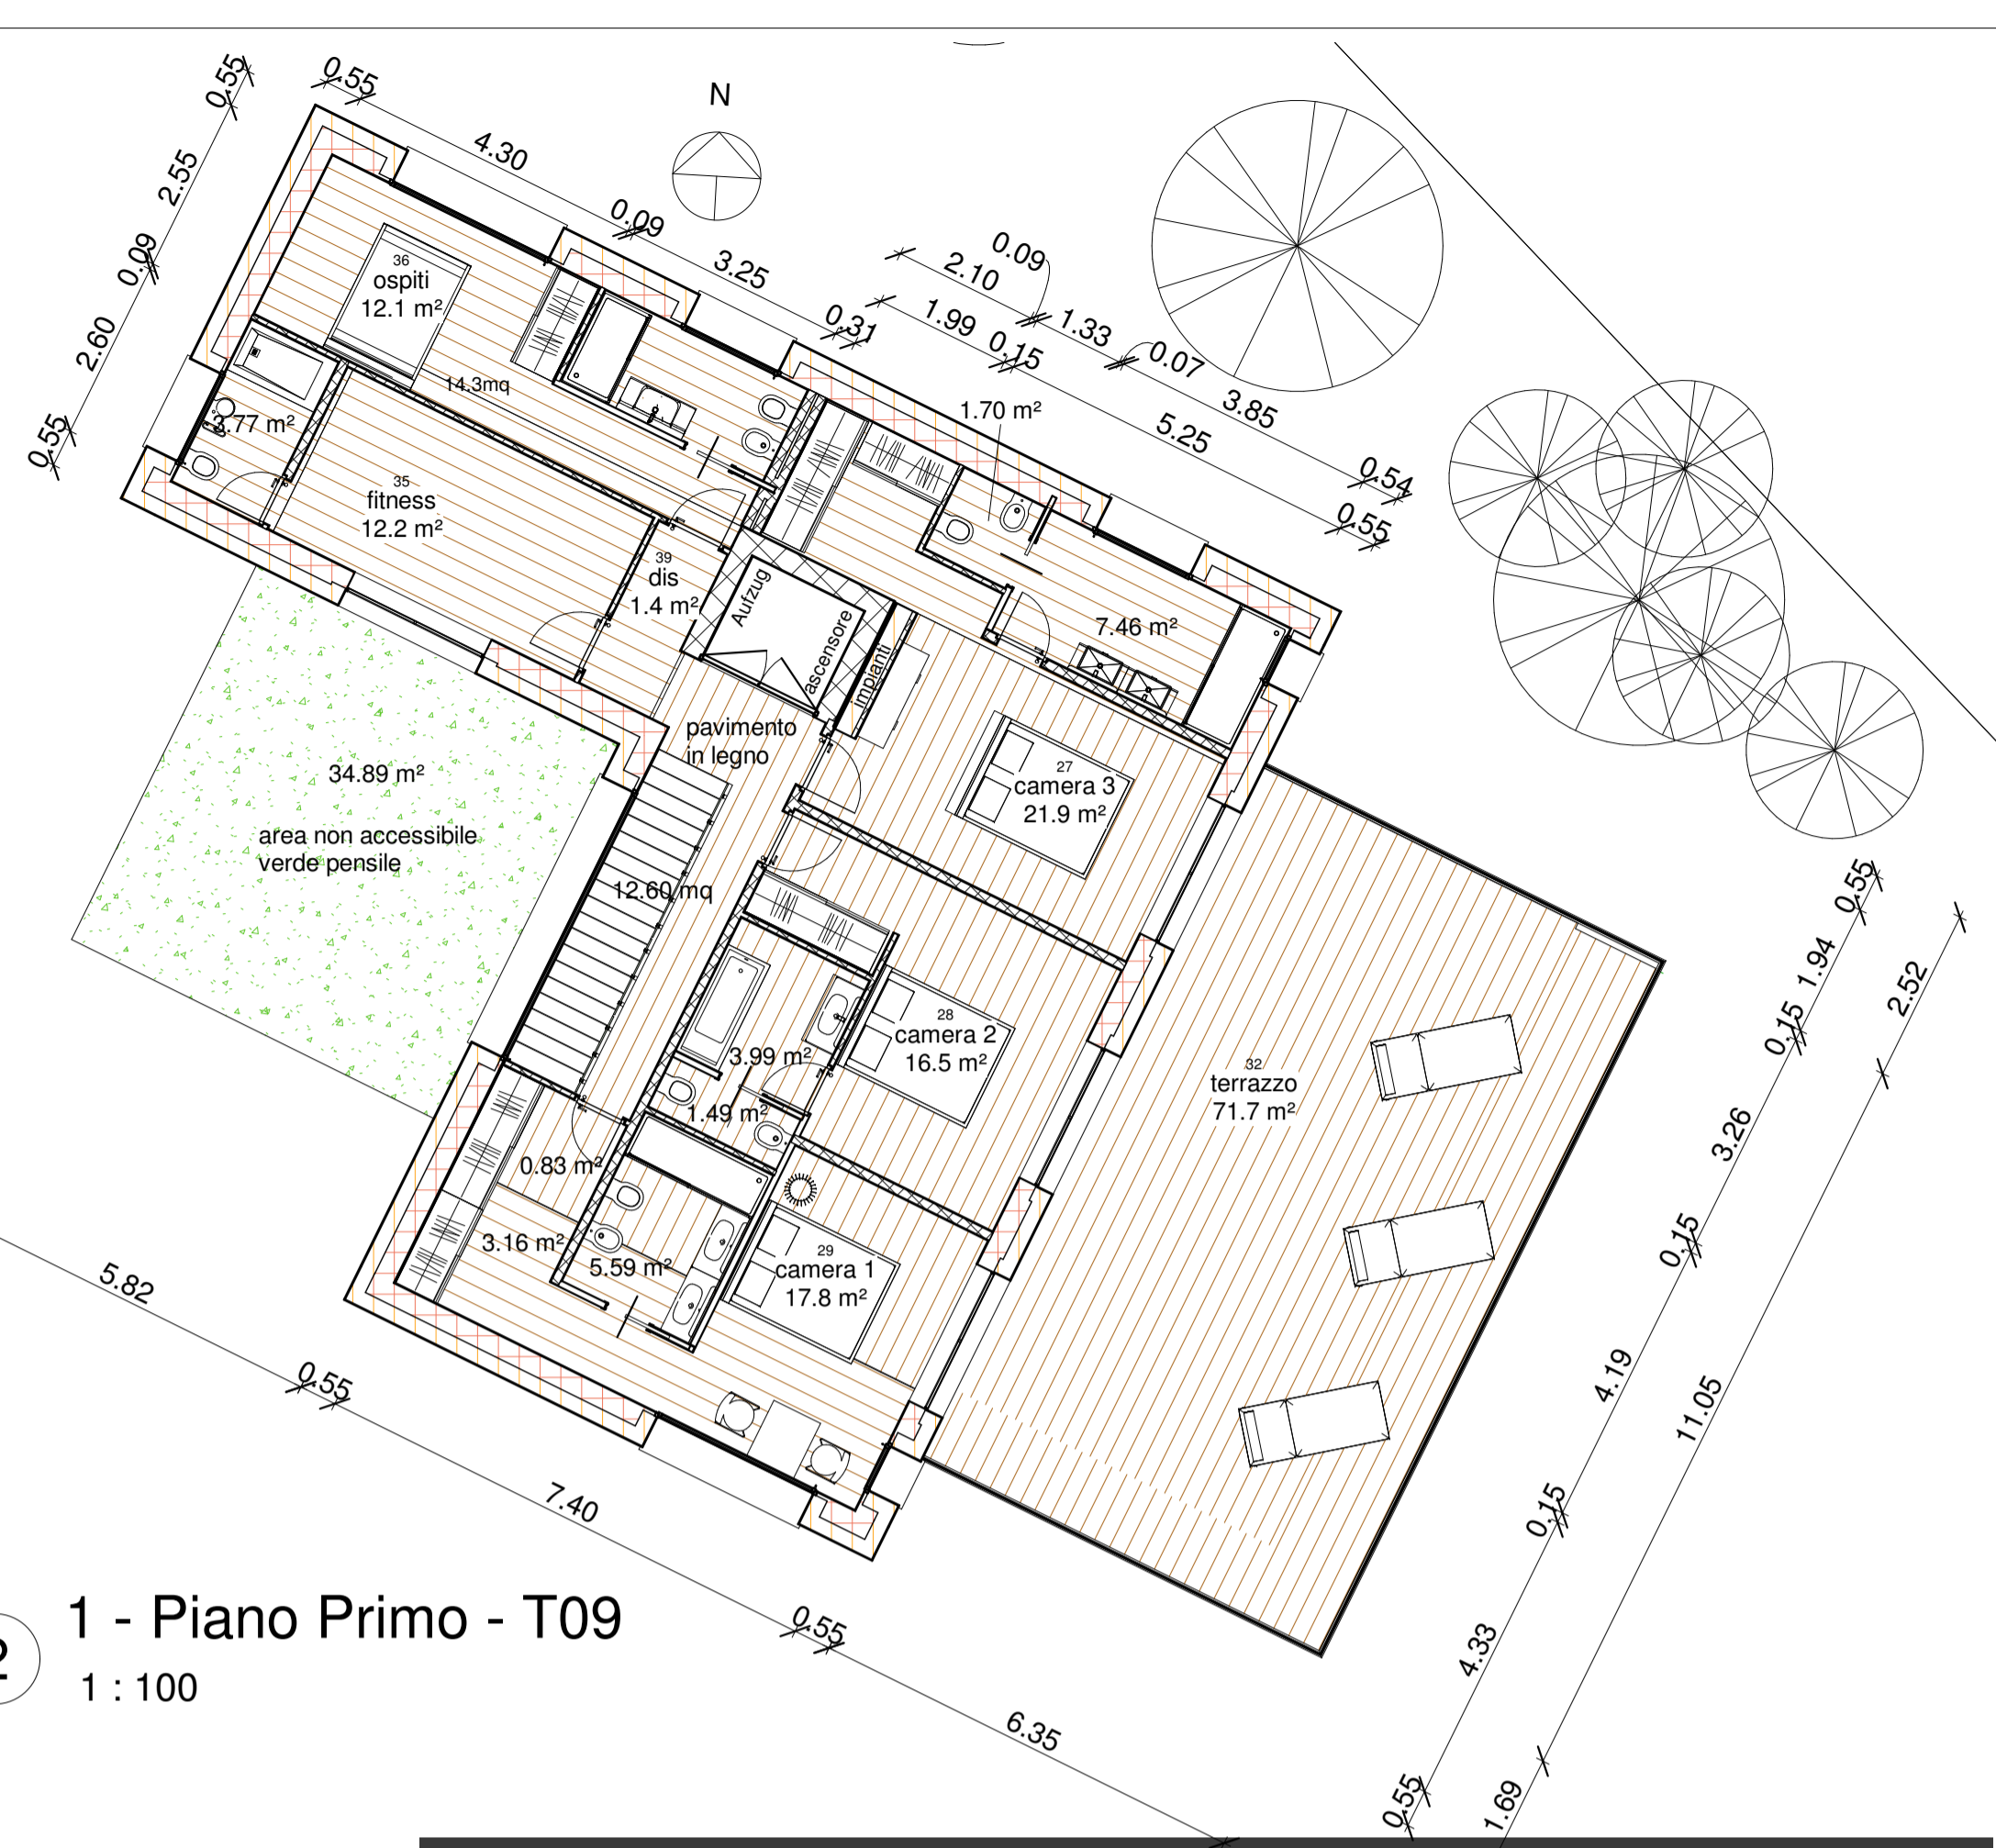 0.55
0.55
N
4.30
2.55
0.09
0.09
3.25
0.09
2.10
0.31
1.99
1.33
0.15
0.07
2.60
3.85
5.25
0.55
0.54
0.55
36
ospiti
12.1 m²
14.3mq
3.77 m²
1.70 m²
35
fitness
12.2 m²
39
dis
1.4 m²
Aufzug
ascensore
impianti
7.46 m²
pavimento
in legno
34.89 m²
27
camera 3
21.9 m²
area non accessibile
verde pensile
12.60 mq
28
camera 2
16.5 m²
3.99 m²
1.49 m²
32
terrazzo
71.7 m²
0.83 m²
3.16 m²
5.59 m²
29
camera 1
17.8 m²
0.55
1.94
2.52
0.15
3.26
0.15
4.19
11.05
0.15
4.33
0.55
1.69
5.82
0.55
7.40
0.55
6.35
2
1 - Piano Primo - T09
1 : 100